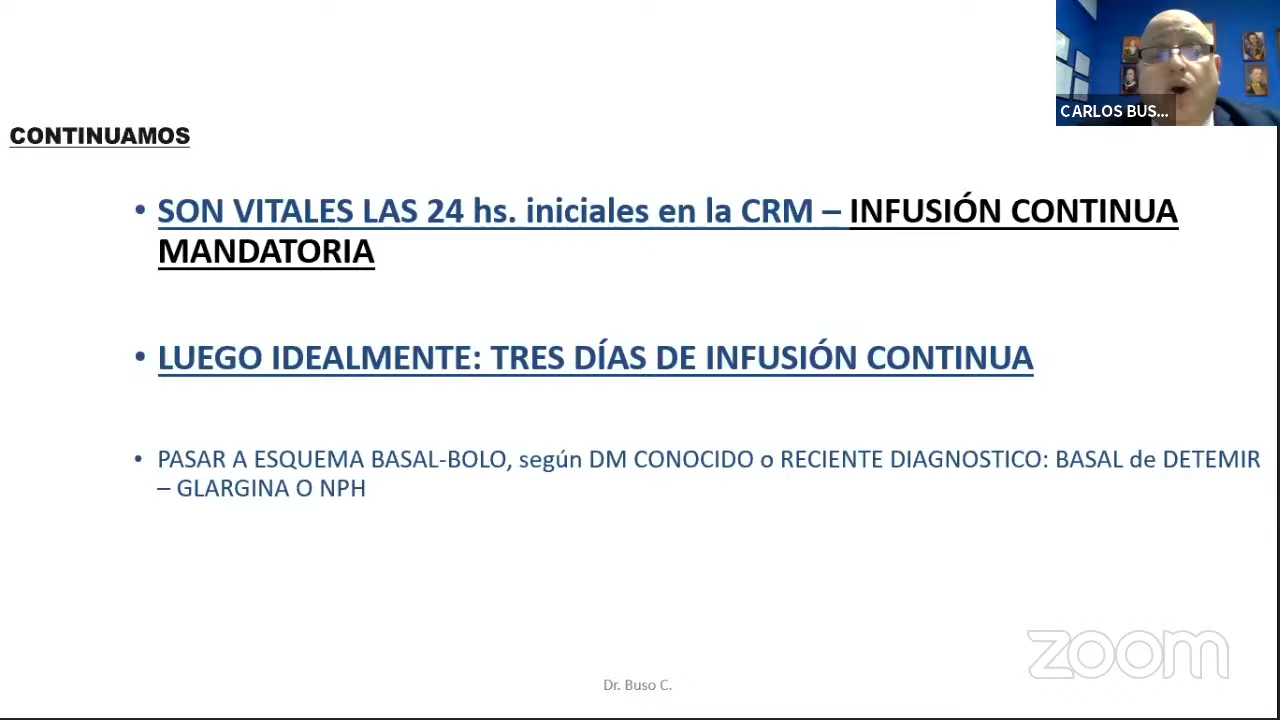 CARLOS BUS...
CONTINUAMOS
• SON VITALES LAS 24 hs. iniciales en la CRM – INFUSIÓN CONTINUA
MANDATORIA
• LUEGO IDEALMENTE: TRES DÍAS DE INFUSIÓN CONTINUA
• PASAR A ESQUEMA BASAL-BOLO, según DM CONOCIDO o RECIENTE DIAGNOSTICO: BASAL de DETEMIR
– GLARGINA O NPH
zoom
Dr. Buso C.